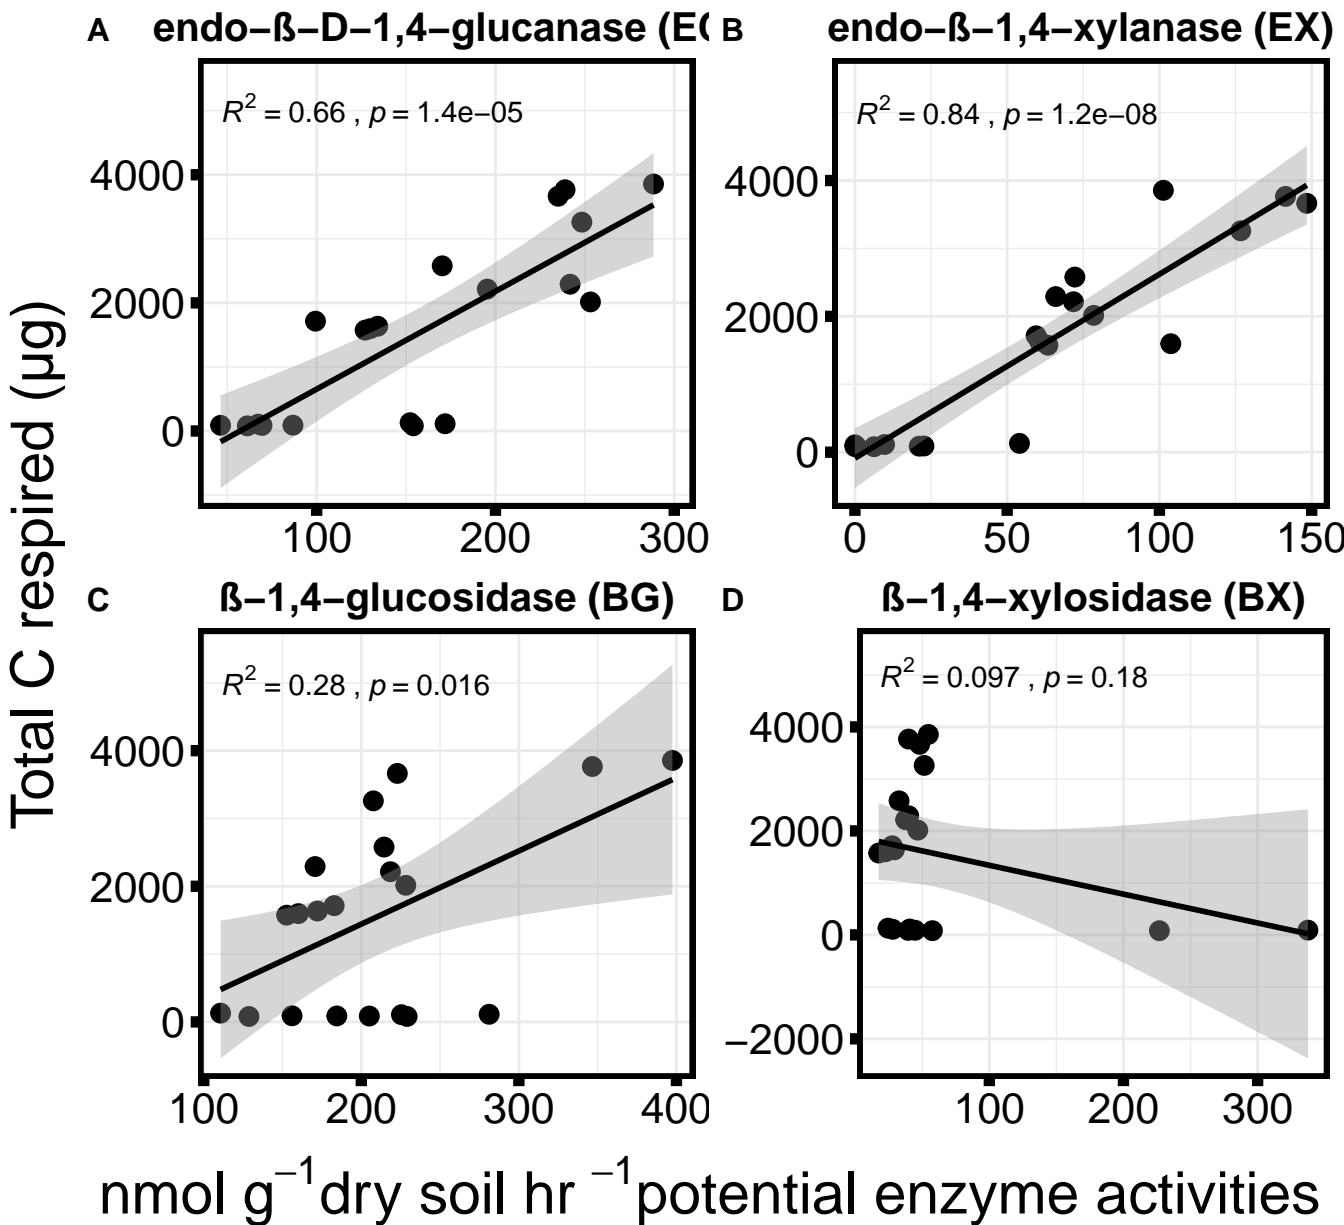 A endo–ß–D–1,4–glucanase (EG
R² = 0.66 , p = 1.4e−05
4000
2000
0
100 200 300
B endo–ß–1,4–xylanase (EX)
R² = 0.84 , p = 1.2e−08
4000
2000
0
0 50 100 150
C ß–1,4–glucosidase (BG)
R² = 0.28 , p = 0.016
4000
2000
0
100 200 300 400
D ß–1,4–xylosidase (BX)
R² = 0.097 , p = 0.18
4000
2000
0
−2000
100 200 300
Total C respired (µg)
nmol g⁻¹dry soil hr ⁻¹potential enzyme activities